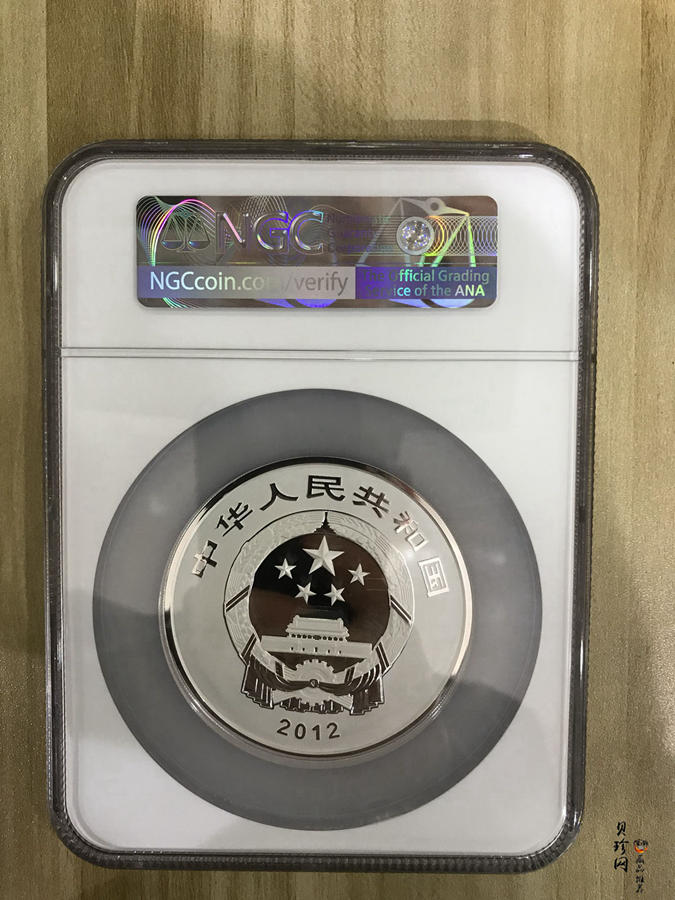 NGC
NGCcoin.com/verify
Official Grading
Service of the ANA
中华人民共和国
2012
贝珍网